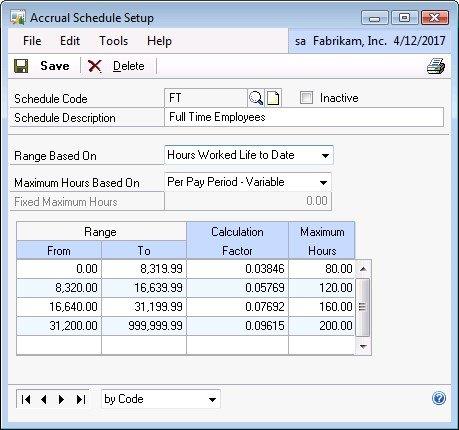 Accrual Schedule Setup
File Edit Tools Help sa Fabrikam, Inc. 4/12/2017
Save Delete
Schedule Code FT Inactive
Schedule Description Full Time Employees
Range Based On Hours Worked Life to Date
Maximum Hours Based On Per Pay Period - Variable
Fixed Maximum Hours 0.00
Range Calculation Maximum
From To Factor Hours
0.00 8,319.99 0.03846 80.00
8,320.00 16,639.99 0.05769 120.00
16,640.00 31,199.99 0.07692 160.00
31,200.00 999,999.99 0.09615 200.00
by Code